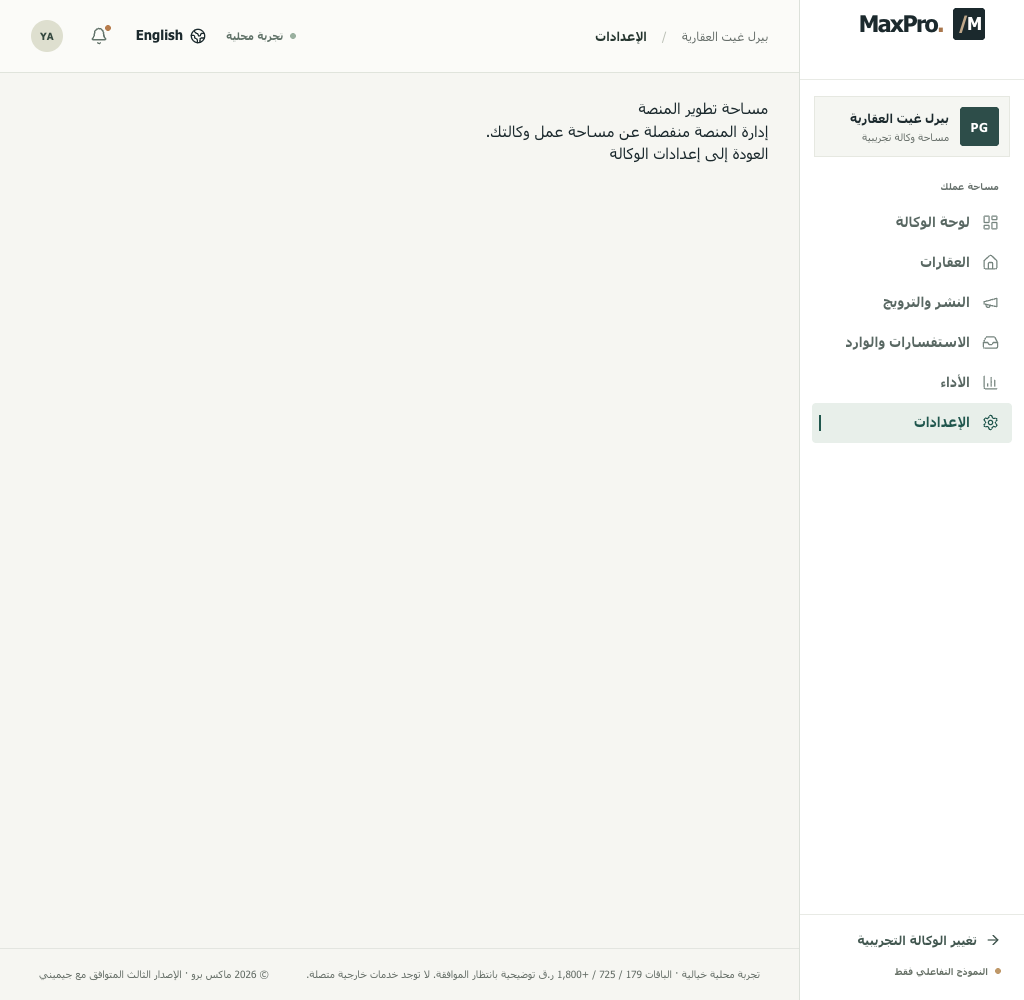 MaxPro.
/M
PG
بيرل غيت العقارية
مساحة وكالة تجريبية
مساحة عملك
لوحة الوكالة
العقارات
النشر والترويج
الاستفسارات والوارد
الأداء
الإعدادات
تغيير الوكالة التجريبية
النموذج التفاعلي فقط
بيرل غيت العقارية / الإعدادات
تجربة محلية
English
YA
مساحة تطوير المنصة
إدارة المنصة منفصلة عن مساحة عمل وكالتك.
العودة إلى إعدادات الوكالة
تجربة محلية خيالية · الباقات 179 / 725 / +1,800 ر.ق توضيحية بانتظار الموافقة. لا توجد خدمات خارجية متصلة.
© 2026 ماكس برو · الإصدار الثالث المتوافق مع جيميني